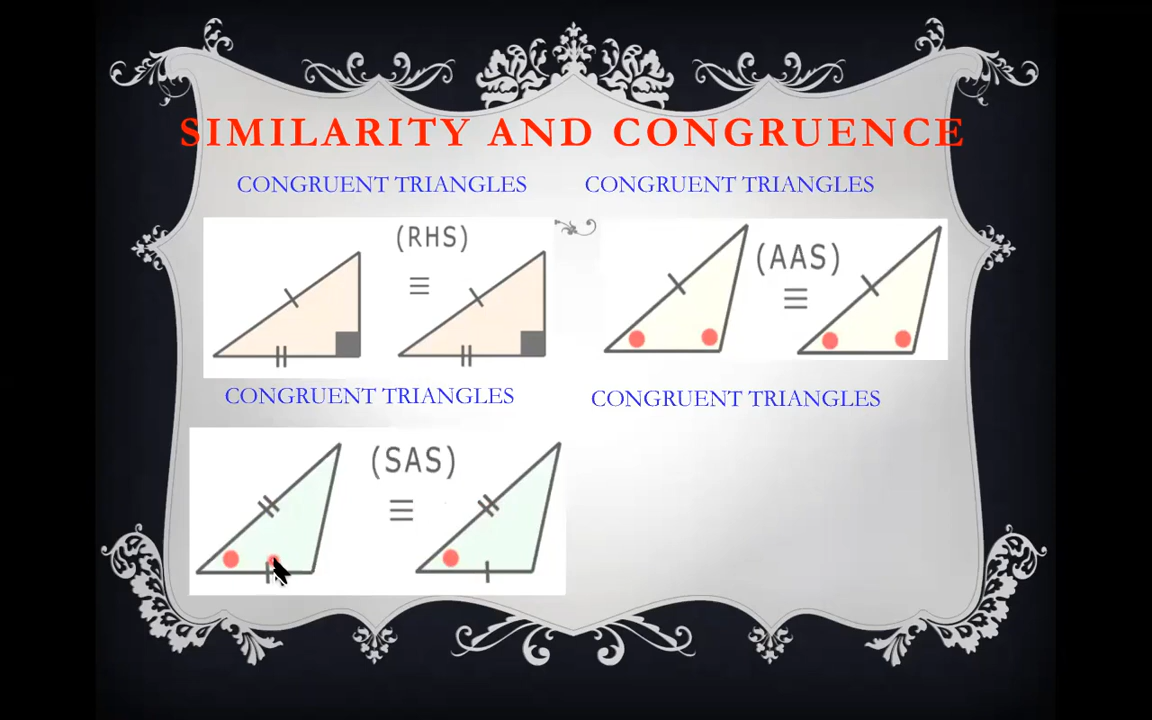 SIMILARITY AND CONGRUENCE
CONGRUENT TRIANGLES
CONGRUENT TRIANGLES
(RHS)
≡
(AAS)
≡
CONGRUENT TRIANGLES
CONGRUENT TRIANGLES
(SAS)
≡